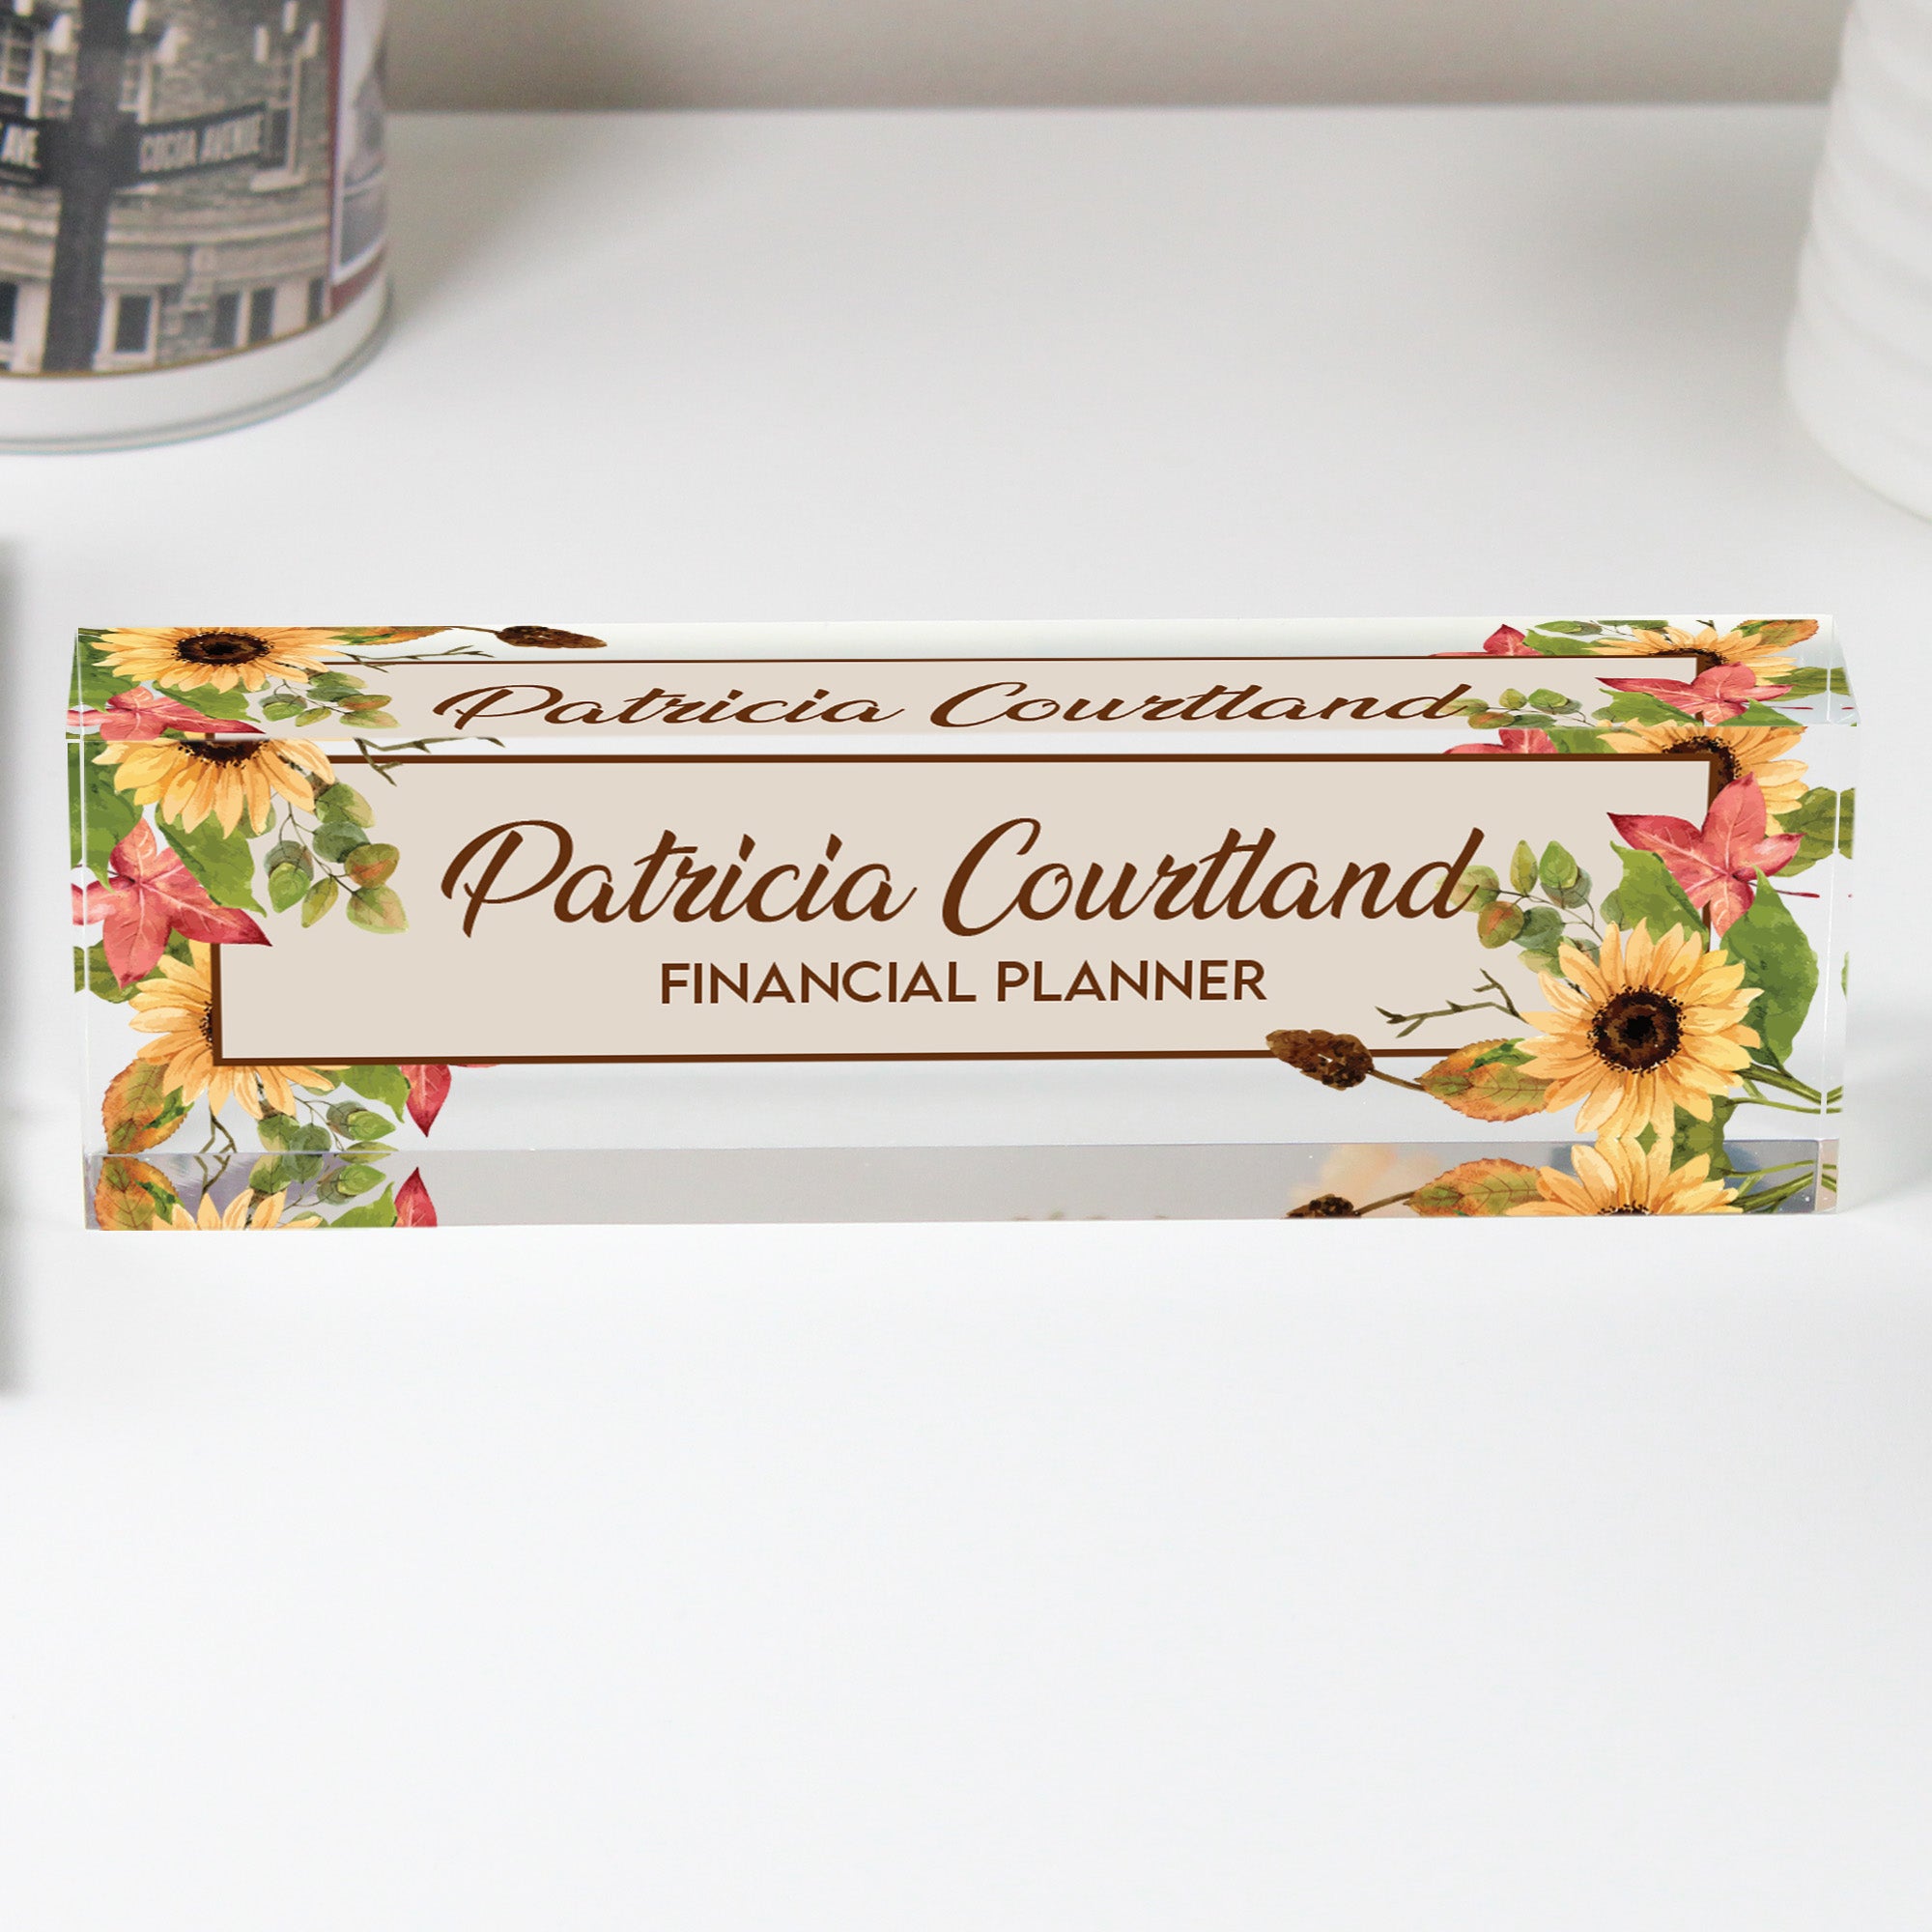 AVE.
COCOA AVENUE
Patricia Courtland
Patricia Courtland
FINANCIAL PLANNER